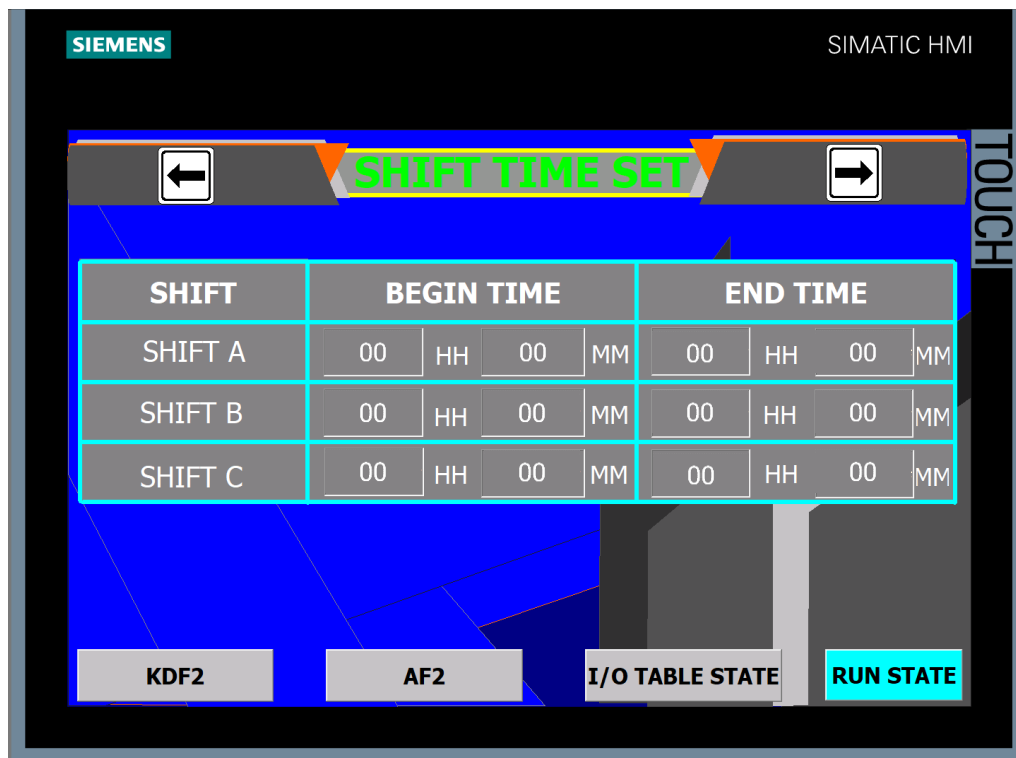 SIEMENS
SIMATIC HMI
TOUCH
SHIFT TIME SET
SHIFT BEGIN TIME END TIME
SHIFT A 00 HH 00 MM 00 HH 00 MM
SHIFT B 00 HH 00 MM 00 HH 00 MM
SHIFT C 00 HH 00 MM 00 HH 00 MM
KDF2 AF2 I/O TABLE STATE RUN STATE